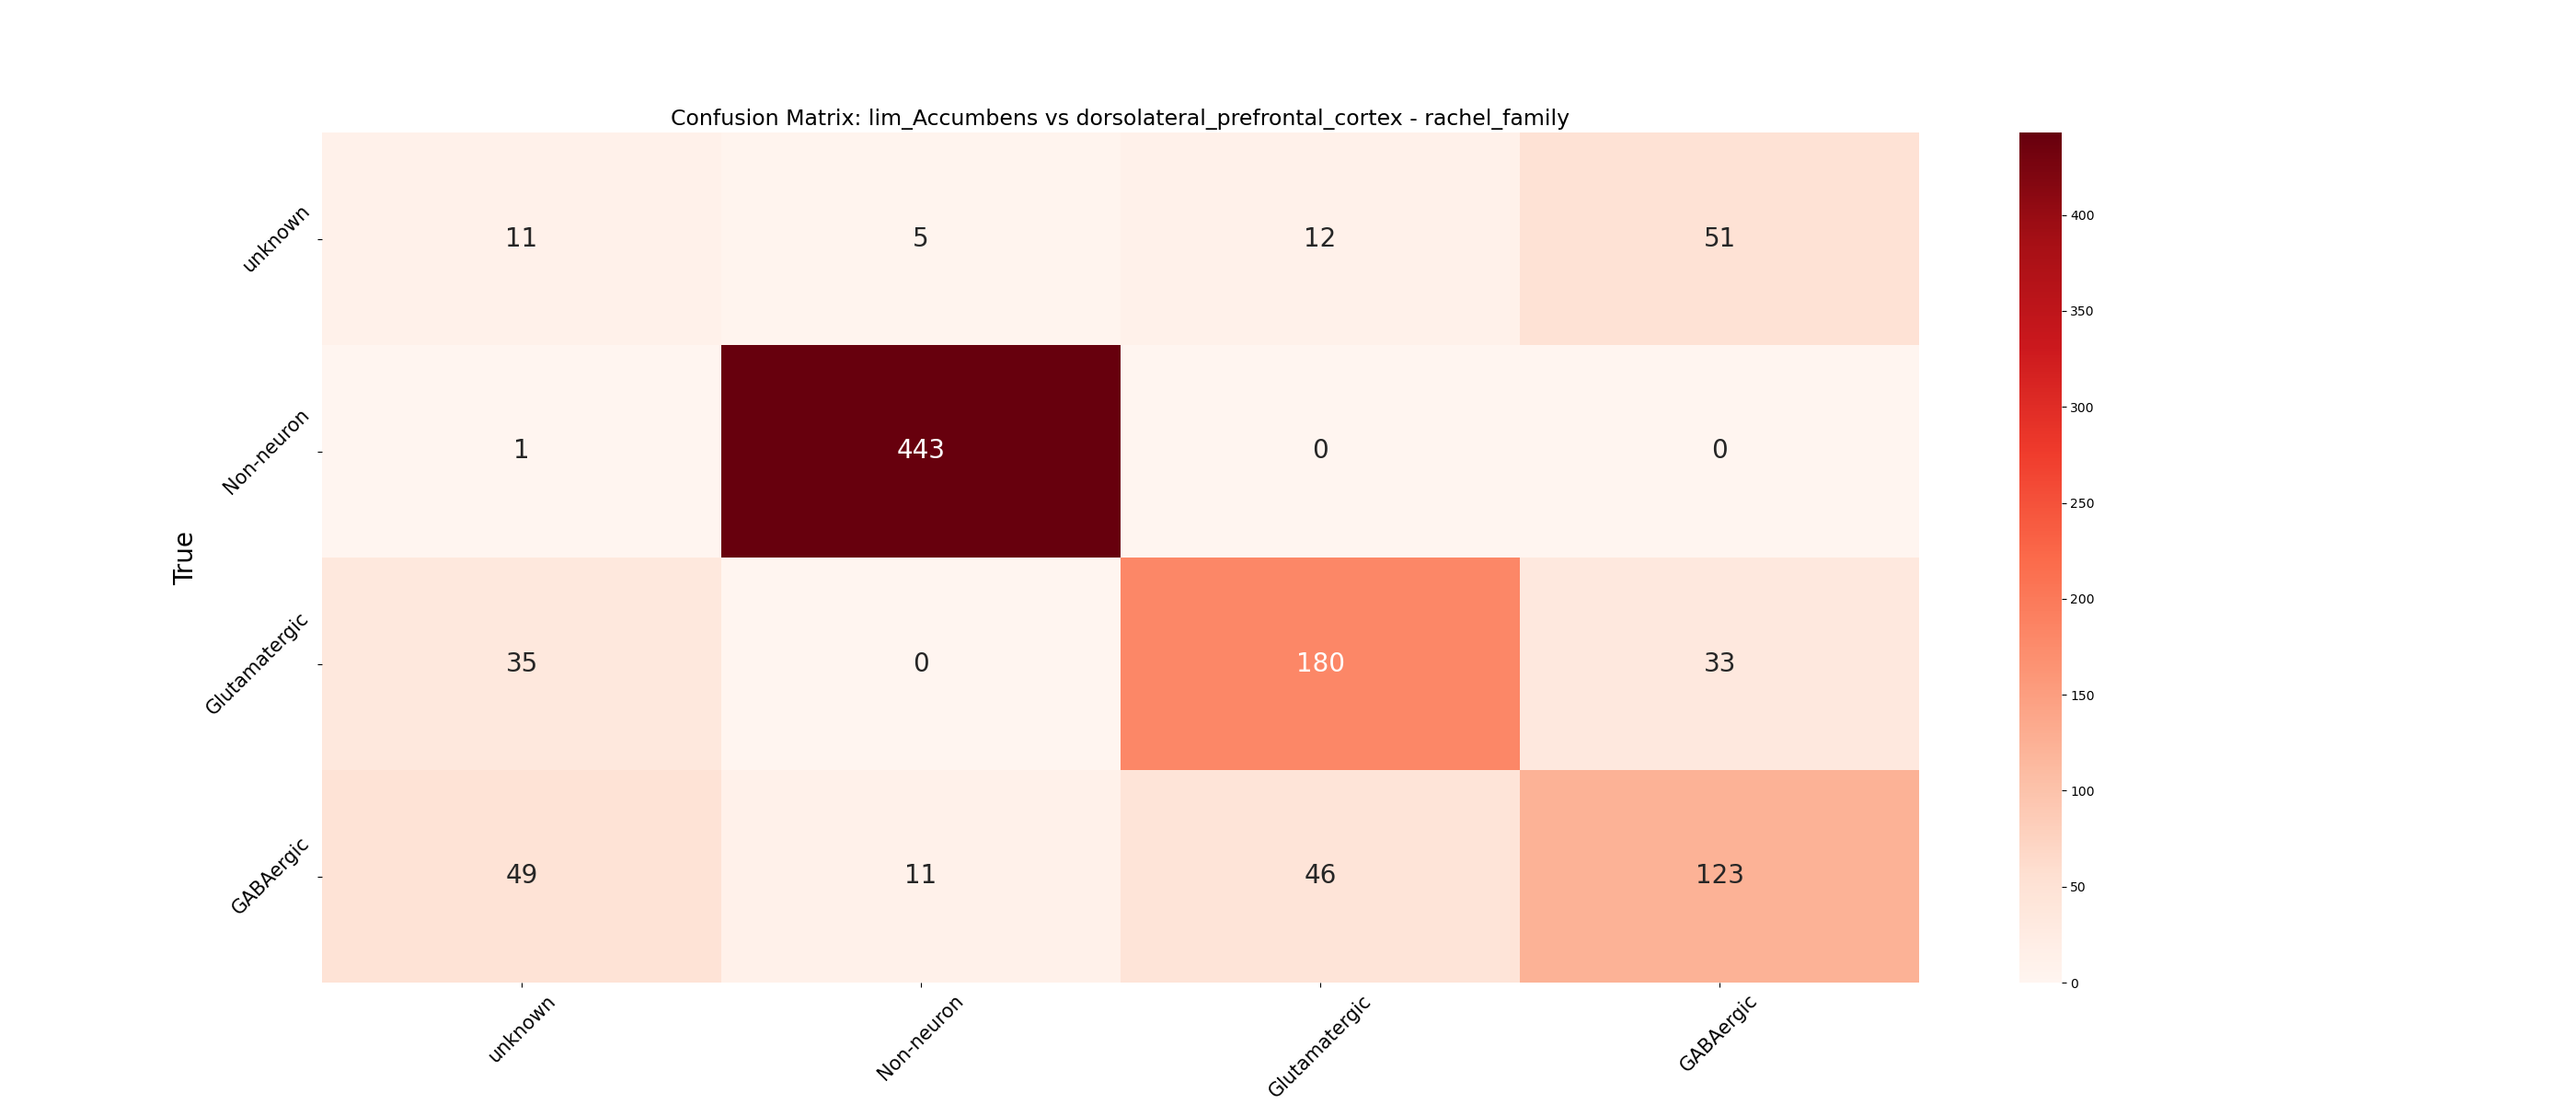 Confusion Matrix: lim_Accumbens vs dorsolateral_prefrontal_cortex - rachel_family
True
unknown 11 5 12 51
Non-neuron 1 443 0 0
Glutamatergic 35 0 180 33
GABAergic 49 11 46 123
unknown Non-neuron Glutamatergic GABAergic
400
350
300
250
200
150
100
50
0